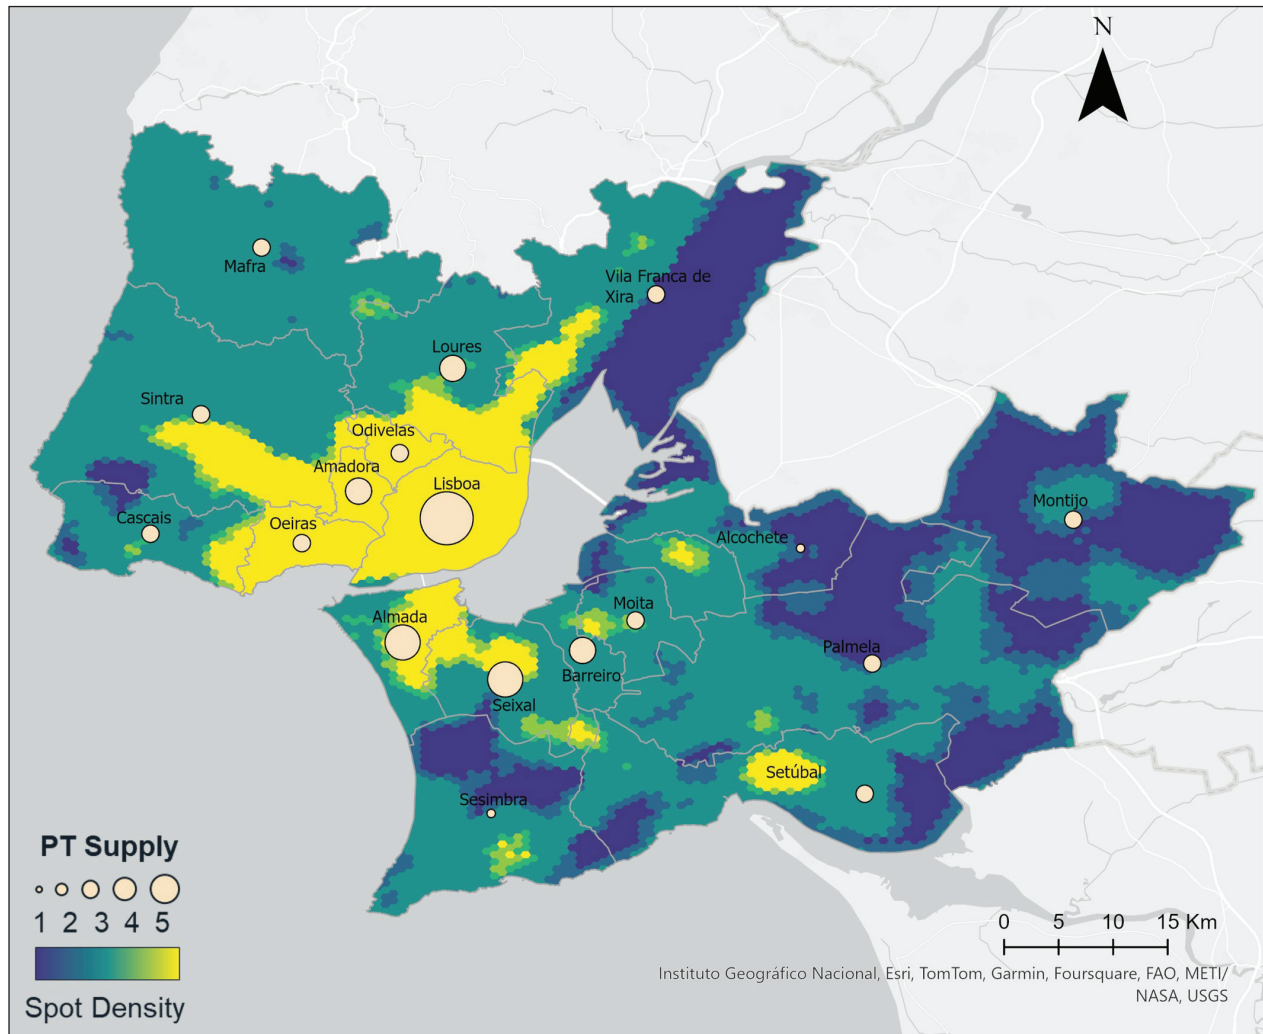 N
Mafra
Vila Franca de
Xira
Loures
Sintra
Odivelas
Amadora
Lisboa
Montijo
Cascais
Oeiras
Alcochete
Almada
Moita
Palmela
Barreiro
Seixal
Setúbal
Sesimbra
PT Supply
1 2 3 4 5
Spot Density
0 5 10 15 Km
Instituto Geográfico Nacional, Esri, TomTom, Garmin, Foursquare, FAO, METI/
NASA, USGS